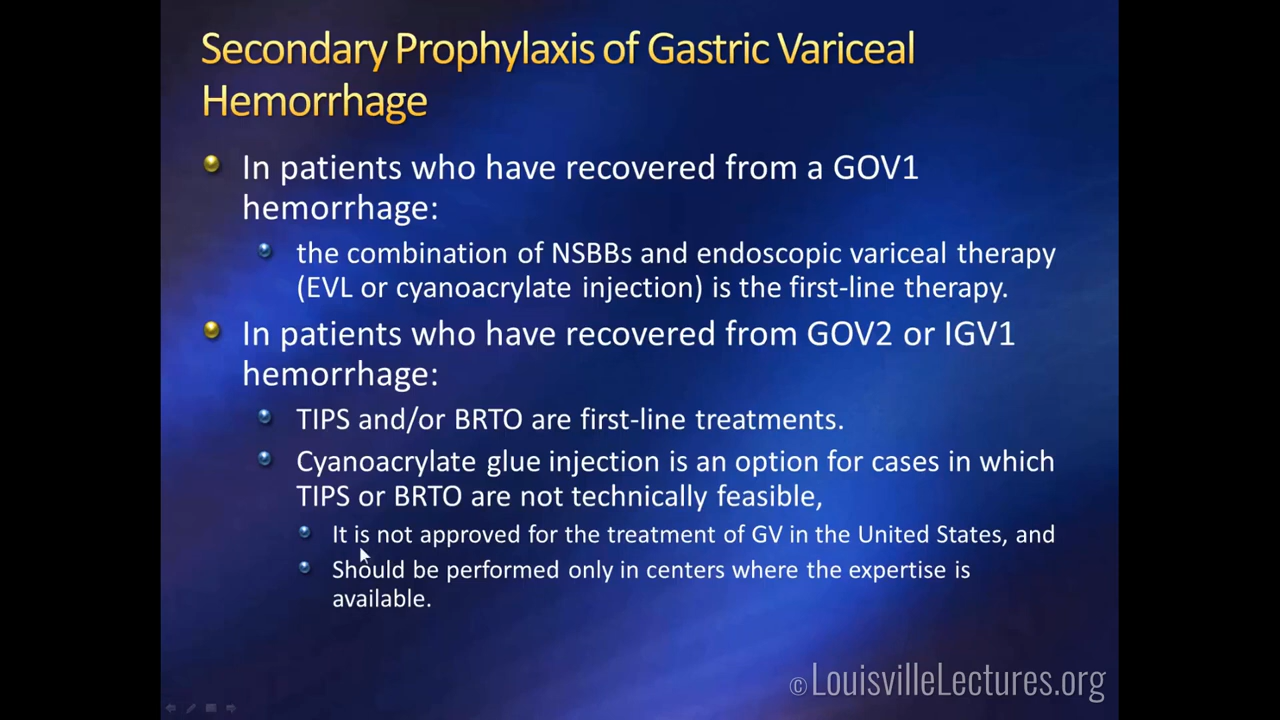 Secondary Prophylaxis of Gastric Variceal
Hemorrhage
In patients who have recovered from a GOV1
hemorrhage:
the combination of NSBBs and endoscopic variceal therapy
(EVL or cyanoacrylate injection) is the first-line therapy.
In patients who have recovered from GOV2 or IGV1
hemorrhage:
TIPS and/or BRTO are first-line treatments.
Cyanoacrylate glue injection is an option for cases in which
TIPS or BRTO are not technically feasible,
It is not approved for the treatment of GV in the United States, and
Should be performed only in centers where the expertise is
available.
© LouisvilleLectures.org